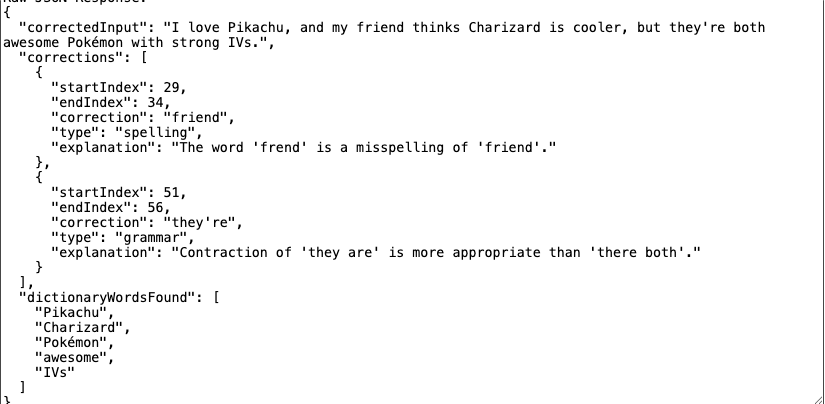 Raw JSON Response:
{
  "correctedInput": "I love Pikachu, and my friend thinks Charizard is cooler, but they're both
awesome Pokémon with strong IVs.",
  "corrections": [
    {
      "startIndex": 29,
      "endIndex": 34,
      "correction": "friend",
      "type": "spelling",
      "explanation": "The word 'frend' is a misspelling of 'friend'."
    },
    {
      "startIndex": 51,
      "endIndex": 56,
      "correction": "they're",
      "type": "grammar",
      "explanation": "Contraction of 'they are' is more appropriate than 'there both'."
    }
  ],
  "dictionaryWordsFound": [
    "Pikachu",
    "Charizard",
    "Pokémon",
    "awesome",
    "IVs"
  ]
}